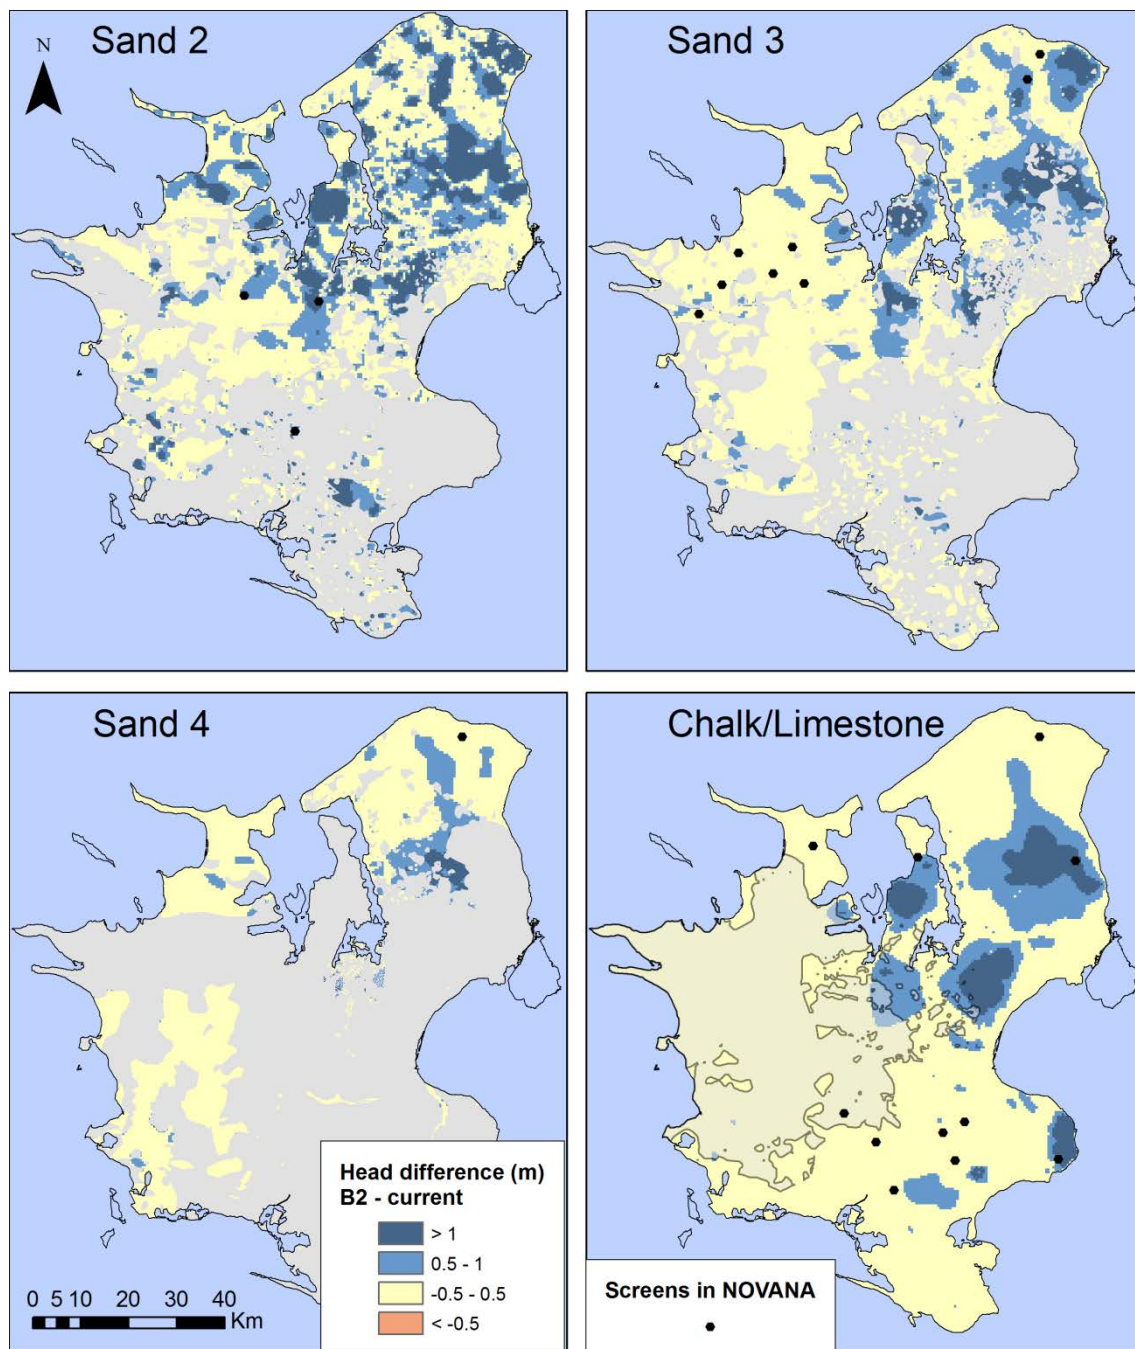 Sand 2
N
Sand 3
Sand 4
Chalk/Limestone
Head difference (m)
B2 - current
> 1
0.5 - 1
-0.5 - 0.5
< -0.5
0 5 10 20 30 40
Km
Screens in NOVANA